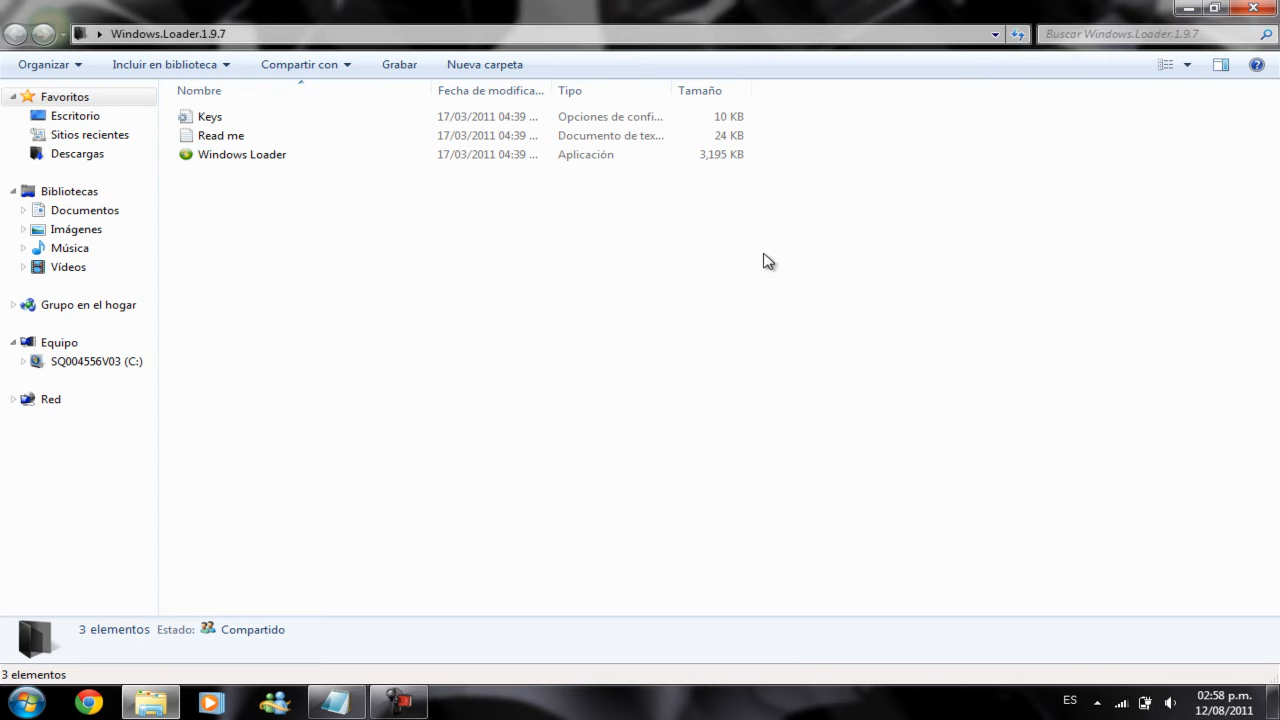 Windows.Loader.1.9.7
Buscar Windows.Loader.1.9.7
Organizar
Incluir en biblioteca
Compartir con
Grabar
Nueva carpeta
Nombre Fecha de modifica... Tipo Tamaño
Keys 17/03/2011 04:39 ... Opciones de confi... 10 KB
Read me 17/03/2011 04:39 ... Documento de tex... 24 KB
Windows Loader 17/03/2011 04:39 ... Aplicación 3,195 KB
Favoritos
Escritorio
Sitios recientes
Descargas
Bibliotecas
Documentos
Imágenes
Música
Vídeos
Grupo en el hogar
Equipo
SQ004556V03 (C:)
Red
3 elementos Estado: Compartido
3 elementos
ES
02:58 p.m.
12/08/2011